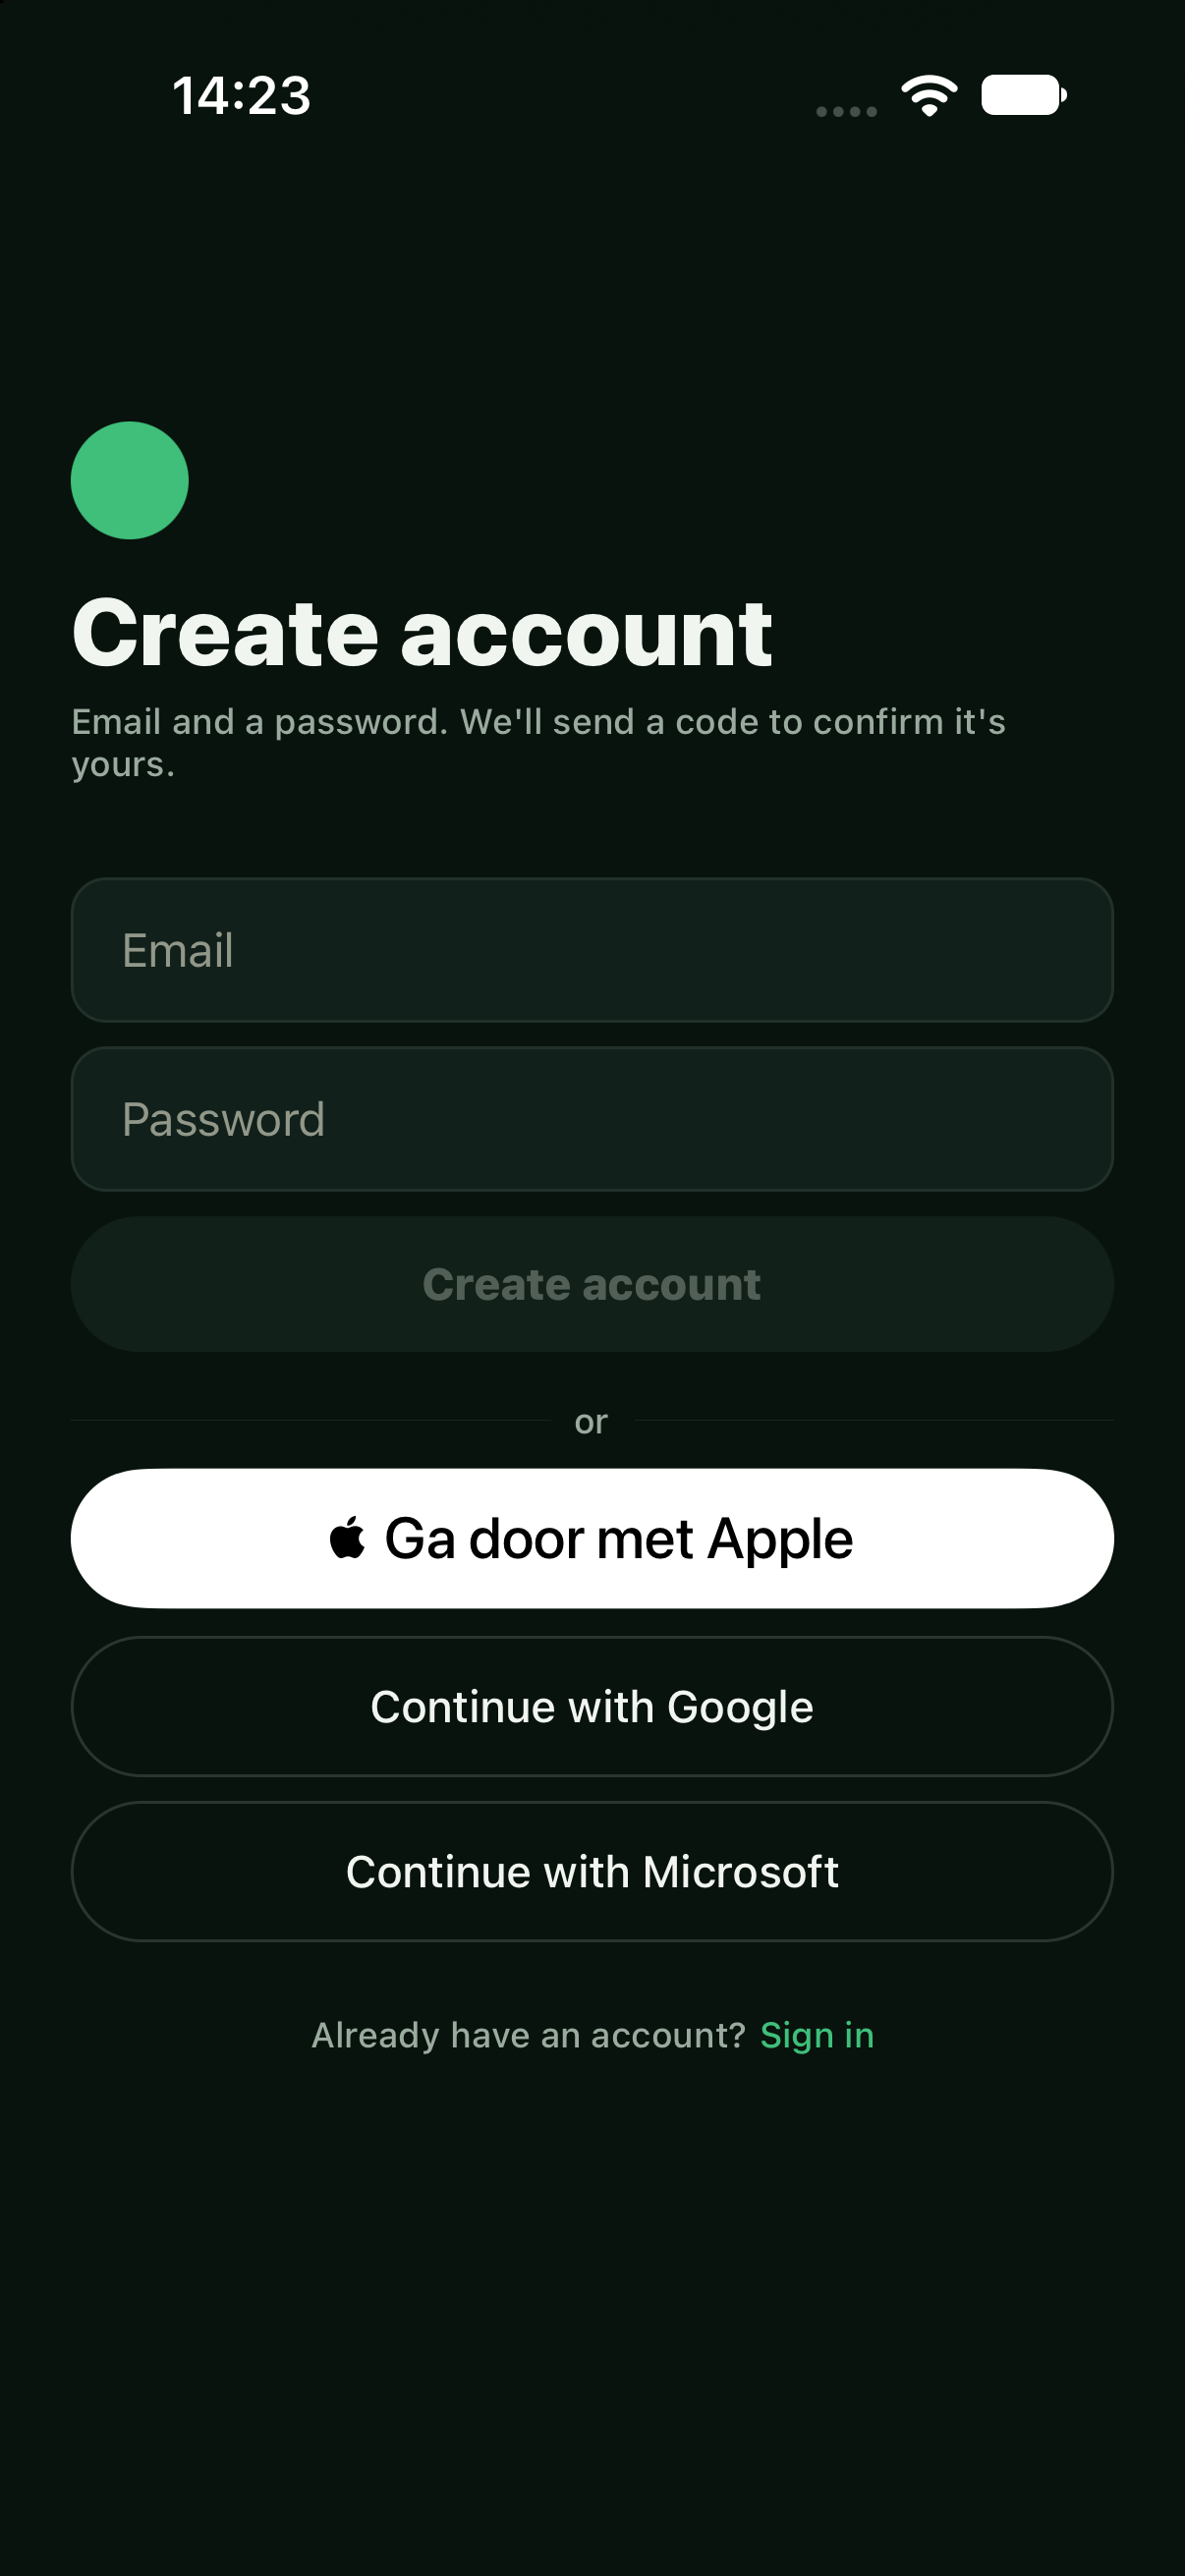 14:23
Create account
Email and a password. We'll send a code to confirm it's
yours.
Email
Password
Create account
or
Ga door met Apple
Continue with Google
Continue with Microsoft
Already have an account? Sign in